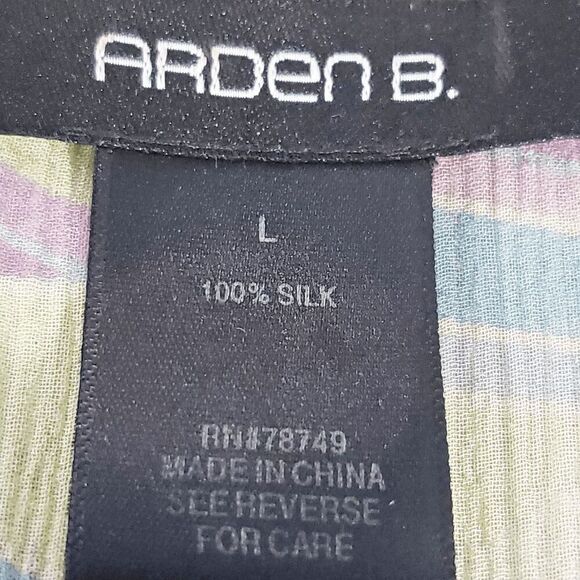 ARDen B.
L
100% SILK
RN#78749
MADE IN CHINA
SEE REVERSE
FOR CARE